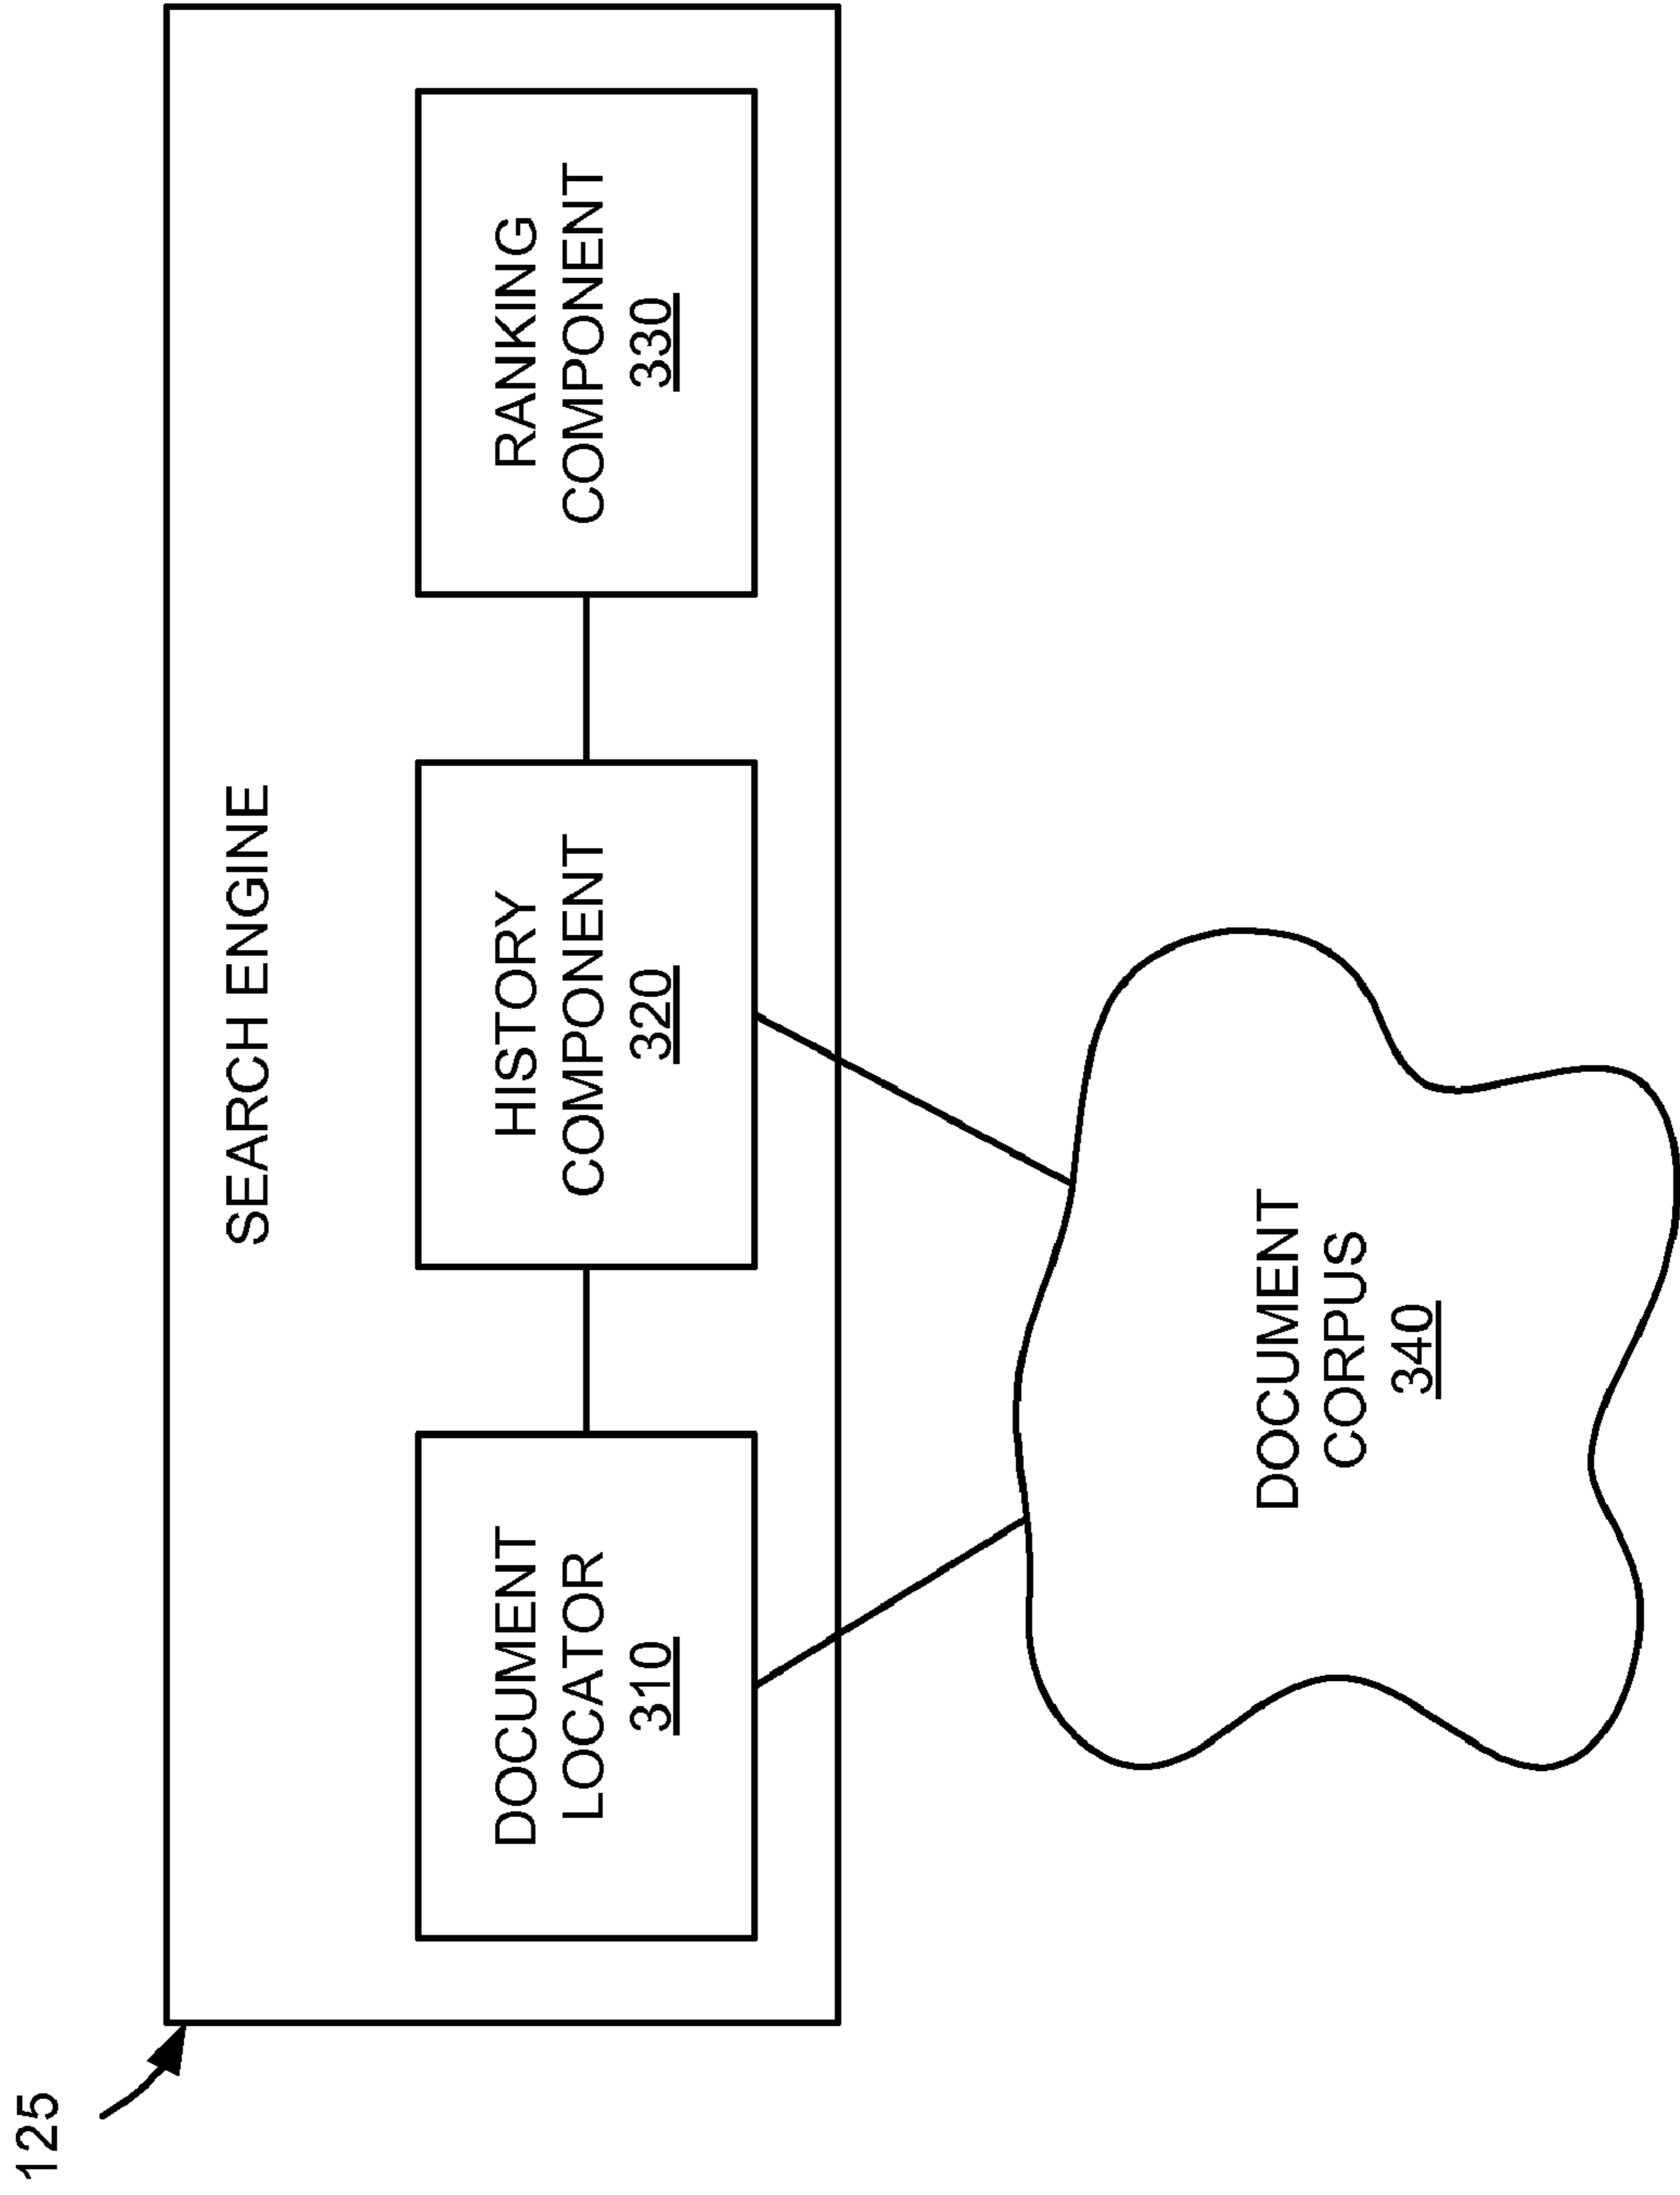 125
SEARCH ENGINE
DOCUMENT
LOCATOR
310
HISTORY
COMPONENT
320
RANKING
COMPONENT
330
DOCUMENT
CORPUS
340